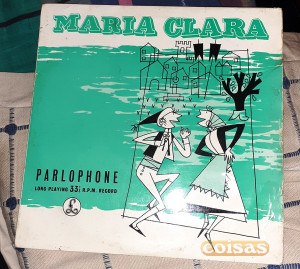 MARIA CLARA
PARLOPHONE
LONG PLAYING 33⅓ R.P.M. RECORD
coisas